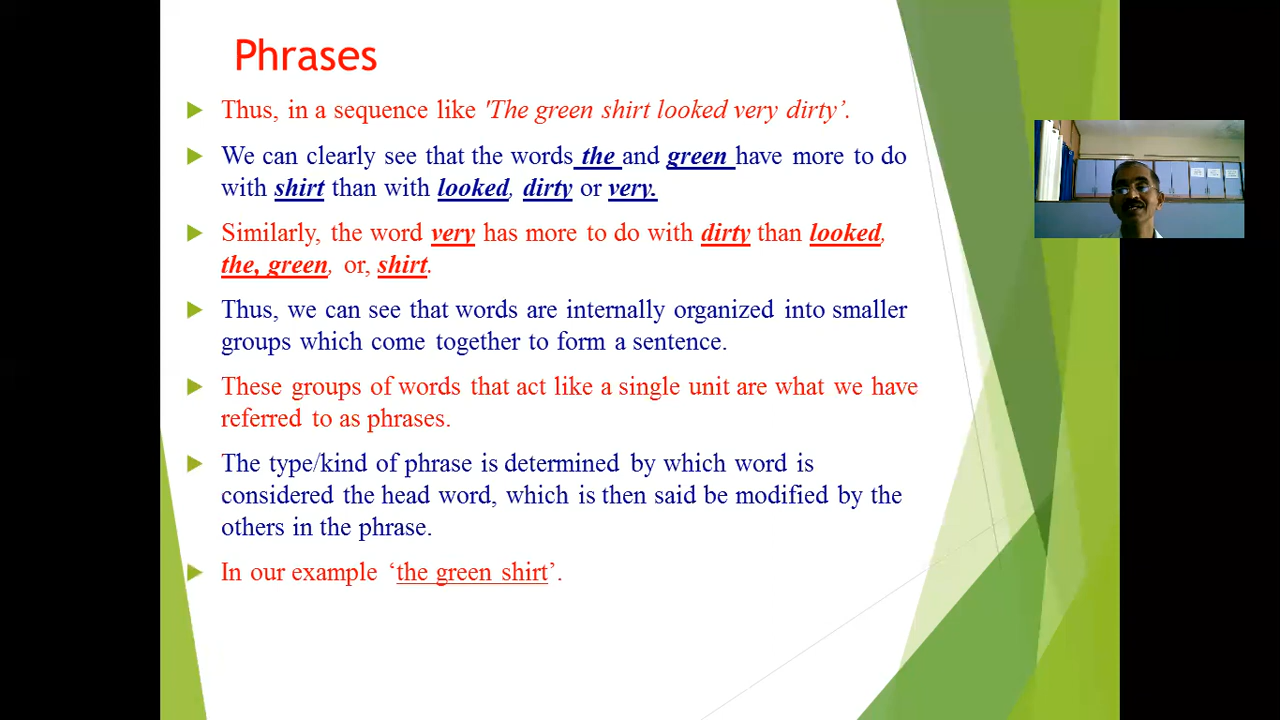 Phrases
Thus, in a sequence like 'The green shirt looked very dirty’.
We can clearly see that the words the and green have more to do
with shirt than with looked, dirty or very.
Similarly, the word very has more to do with dirty than looked,
the, green, or, shirt.
Thus, we can see that words are internally organized into smaller
groups which come together to form a sentence.
These groups of words that act like a single unit are what we have
referred to as phrases.
The type/kind of phrase is determined by which word is
considered the head word, which is then said be modified by the
others in the phrase.
In our example ‘the green shirt’.